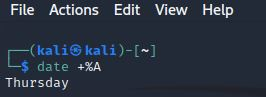 File Actions Edit View Help
┌──(kali㉿kali)-[~]
└─$ date +%A
Thursday